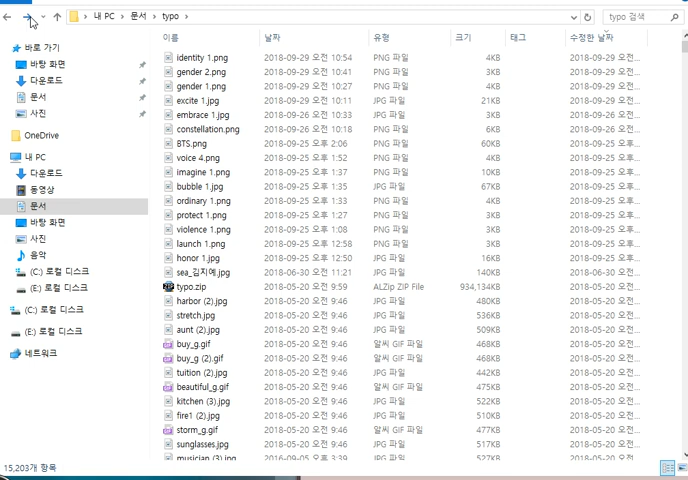 내 PC > 문서 > typo >
typo 검색
이름 날짜 유형 크기 태그 수정한 날짜
바로 가기
바탕 화면
다운로드
문서
사진
OneDrive
내 PC
다운로드
동영상
문서
바탕 화면
사진
음악
(C:) 로컬 디스크
(E:) 로컬 디스크
(C:) 로컬 디스크
(E:) 로컬 디스크
네트워크
identity 1.png 2018-09-29 오전 10:54 PNG 파일 4KB 2018-09-29 오전...
gender 2.png 2018-09-29 오전 10:41 PNG 파일 3KB 2018-09-29 오전...
gender 1.png 2018-09-29 오전 10:27 PNG 파일 4KB 2018-09-29 오전...
excite 1.jpg 2018-09-29 오전 10:11 JPG 파일 21KB 2018-09-29 오전...
embrace 1.jpg 2018-09-26 오전 10:33 JPG 파일 3KB 2018-09-26 오전...
constellation.png 2018-09-26 오전 10:18 PNG 파일 6KB 2018-09-26 오전...
BTS.png 2018-09-25 오후 2:06 PNG 파일 60KB 2018-09-25 오후...
voice 4.png 2018-09-25 오후 1:52 PNG 파일 4KB 2018-09-25 오후...
imagine 1.png 2018-09-25 오후 1:37 PNG 파일 10KB 2018-09-25 오후...
bubble 1.jpg 2018-09-25 오후 1:35 JPG 파일 67KB 2018-09-25 오후...
ordinary 1.png 2018-09-25 오후 1:33 PNG 파일 4KB 2018-09-25 오후...
protect 1.png 2018-09-25 오후 1:27 PNG 파일 3KB 2018-09-25 오후...
violence 1.png 2018-09-25 오후 1:08 PNG 파일 3KB 2018-09-25 오후...
launch 1.png 2018-09-25 오후 12:58 PNG 파일 3KB 2018-09-25 오후...
honor 1.jpg 2018-09-25 오후 12:50 JPG 파일 16KB 2018-09-25 오후...
sea_김지예.jpg 2018-06-30 오전 11:21 JPG 파일 140KB 2018-06-30 오전...
typo.zip 2018-05-20 오전 9:59 ALZip ZIP File 934,134KB 2018-05-20 오전...
harbor (2).jpg 2018-05-20 오전 9:46 JPG 파일 480KB 2018-05-20 오전...
stretch.jpg 2018-05-20 오전 9:46 JPG 파일 536KB 2018-05-20 오전...
aunt (2).jpg 2018-05-20 오전 9:46 JPG 파일 509KB 2018-05-20 오전...
buy_g.gif 2018-05-20 오전 9:46 알씨 GIF 파일 468KB 2018-05-20 오전...
buy_g (2).gif 2018-05-20 오전 9:46 알씨 GIF 파일 468KB 2018-05-20 오전...
tuition (2).jpg 2018-05-20 오전 9:46 JPG 파일 442KB 2018-05-20 오전...
beautiful_g.gif 2018-05-20 오전 9:46 알씨 GIF 파일 475KB 2018-05-20 오전...
kitchen (3).jpg 2018-05-20 오전 9:46 JPG 파일 522KB 2018-05-20 오전...
fire1 (2).jpg 2018-05-20 오전 9:46 JPG 파일 510KB 2018-05-20 오전...
storm_g.gif 2018-05-20 오전 9:46 알씨 GIF 파일 477KB 2018-05-20 오전...
sunglasses.jpg 2018-05-20 오전 9:46 JPG 파일 517KB 2018-05-20 오전...
musician (3).jpg 2016-09-05 오후 3:39 JPG 파일 527KB
15,203개 항목